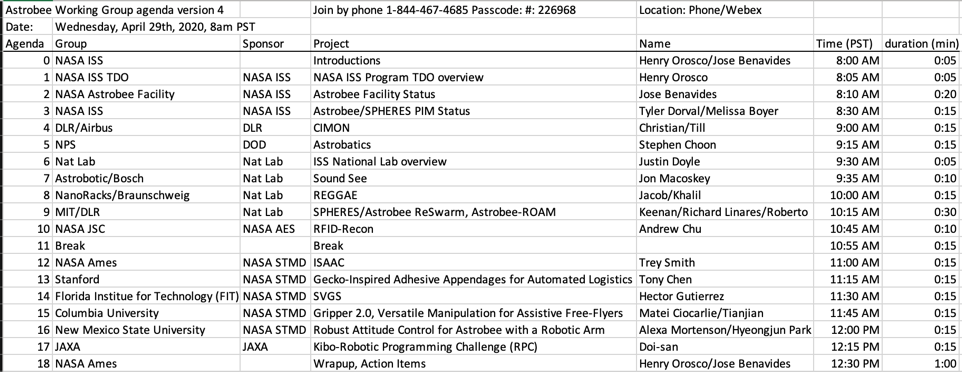 Astrobee Working Group agenda version 4 Join by phone 1-844-467-4685 Passcode: #: 226968 Location: Phone/Webex
Date: Wednesday, April 29th, 2020, 8am PST
Agenda Group Sponsor Project Name Time (PST) duration (min)
0 NASA ISS Introductions Henry Orosco/Jose Benavides 8:00 AM 0:05
1 NASA ISS TDO NASA ISS NASA ISS Program TDO overview Henry Orosco 8:05 AM 0:05
2 NASA Astrobee Facility NASA ISS Astrobee Facility Status Jose Benavides 8:10 AM 0:20
3 NASA ISS NASA ISS Astrobee/SPHERES PIM Status Tyler Dorval/Melissa Boyer 8:30 AM 0:15
4 DLR/Airbus DLR CIMON Christian/Till 9:00 AM 0:15
5 NPS DOD Astrobatics Stephen Choon 9:15 AM 0:15
6 Nat Lab Nat Lab ISS National Lab overview Justin Doyle 9:30 AM 0:05
7 Astrobotic/Bosch Nat Lab Sound See Jon Macoskey 9:35 AM 0:10
8 NanoRacks/Braunschweig Nat Lab REGGAE Jacob/Khalil 10:00 AM 0:15
9 MIT/DLR Nat Lab SPHERES/Astrobee ReSwarm, Astrobee-ROAM Keenan/Richard Linares/Roberto 10:15 AM 0:30
10 NASA JSC NASA AES RFID-Recon Andrew Chu 10:45 AM 0:10
11 Break Break 10:55 AM 0:15
12 NASA Ames NASA STMD ISAAC Trey Smith 11:00 AM 0:15
13 Stanford NASA STMD Gecko-Inspired Adhesive Appendages for Automated Logistics Tony Chen 11:15 AM 0:15
14 Florida Institue for Technology (FIT) NASA STMD SVGS Hector Gutierrez 11:30 AM 0:15
15 Columbia University NASA STMD Gripper 2.0, Versatile Manipulation for Assistive Free-Flyers Matei Ciocarlie/Tianjian 11:45 AM 0:15
16 New Mexico State University NASA STMD Robust Attitude Control for Astrobee with a Robotic Arm Alexa Mortenson/Hyeongjun Park 12:00 PM 0:15
17 JAXA JAXA Kibo-Robotic Programming Challenge (RPC) Doi-san 12:15 PM 0:15
18 NASA Ames Wrapup, Action Items Henry Orosco/Jose Benavides 12:30 PM 1:00